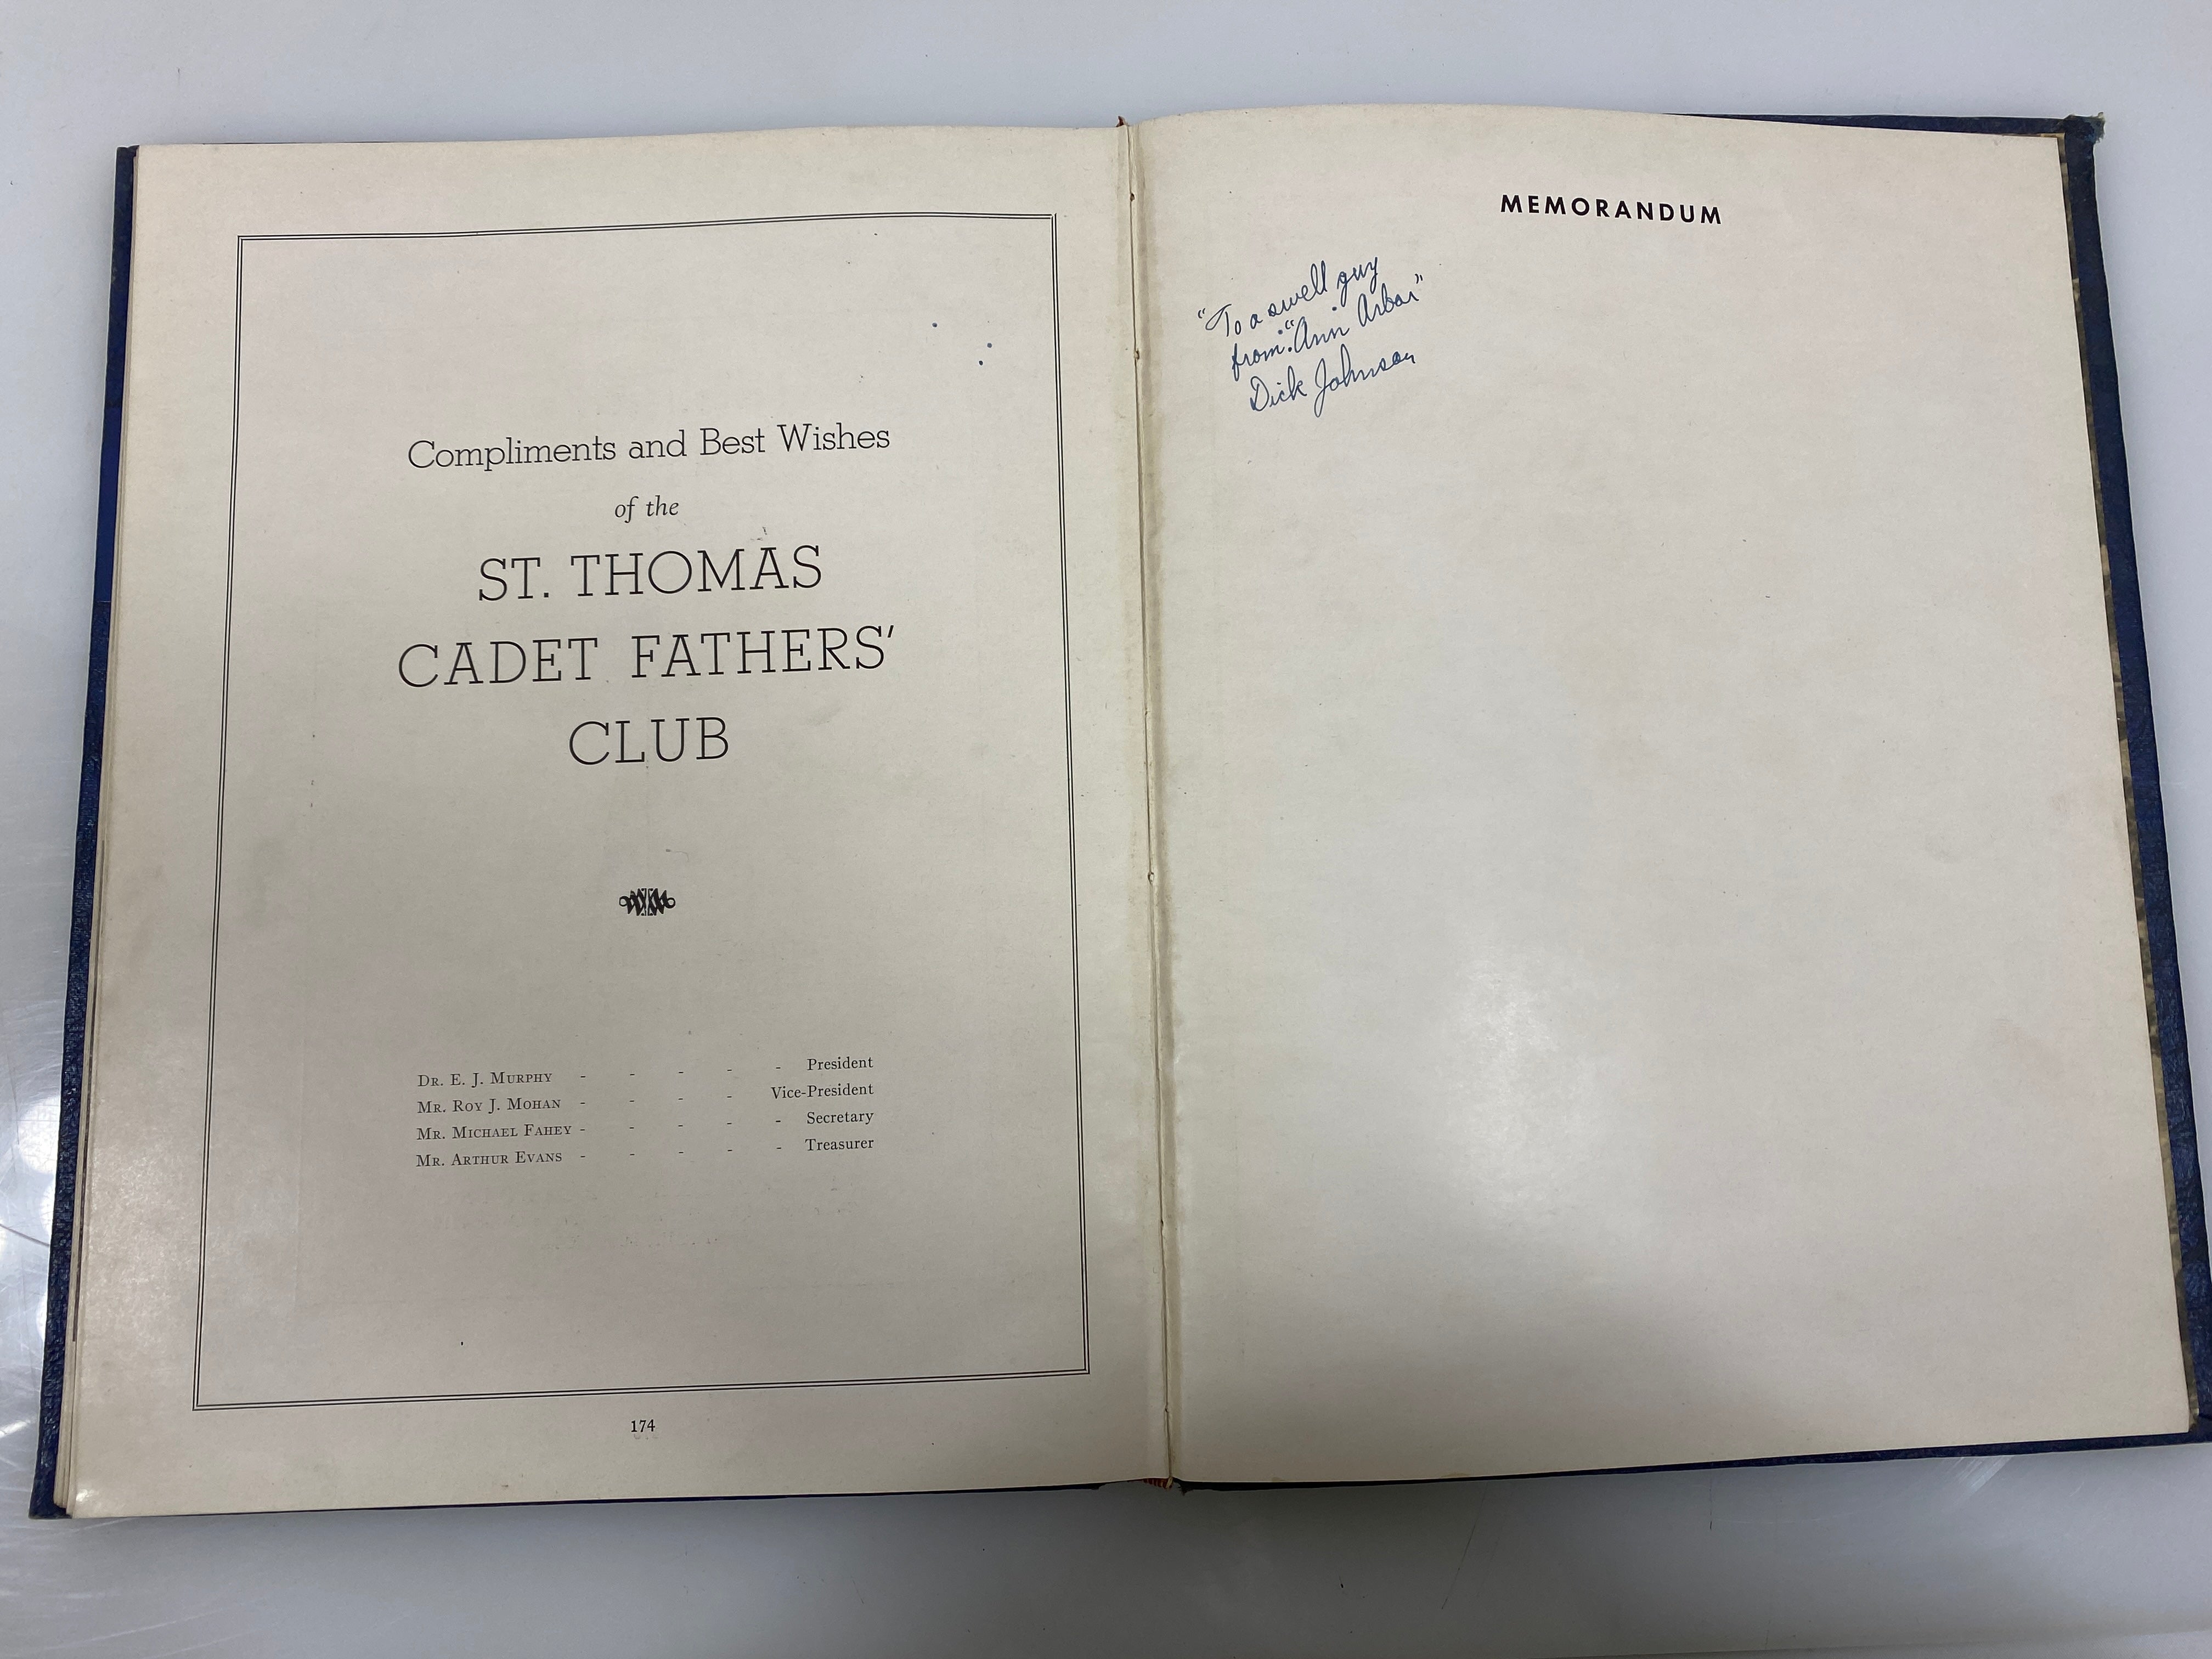 Compliments and Best Wishes
of the
ST. THOMAS
CADET FATHERS'
CLUB
DR. E. J. MURPHY - - - - - President
MR. ROY J. MOHAN - - - - Vice-President
MR. MICHAEL FAHEY - - - - - Secretary
MR. ARTHUR EVANS - - - - - Treasurer
174
MEMORANDUM
"To a swell guy
from "Ann Arbor"
Dick Johnson